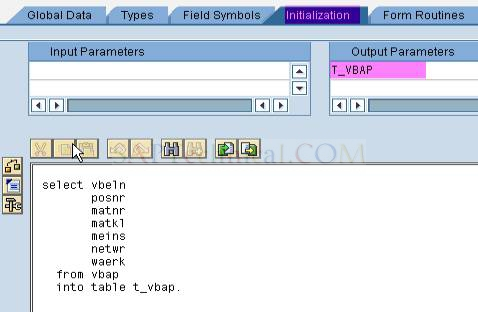 Global Data Types Field Symbols Initialization Form Routines
Input Parameters Output Parameters
T_VBAP
SAPTechnical.COM
select vbeln
posnr
matnr
matkl
meins
netwr
waerk
from vbap
into table t_vbap.